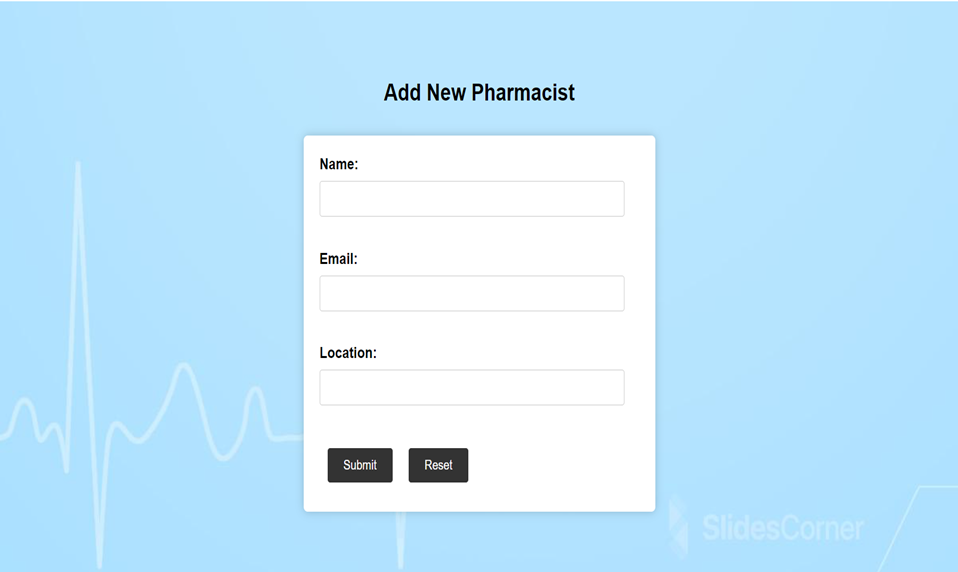 Add New Pharmacist
Name:
Email:
Location:
Submit Reset
SlidesCorner